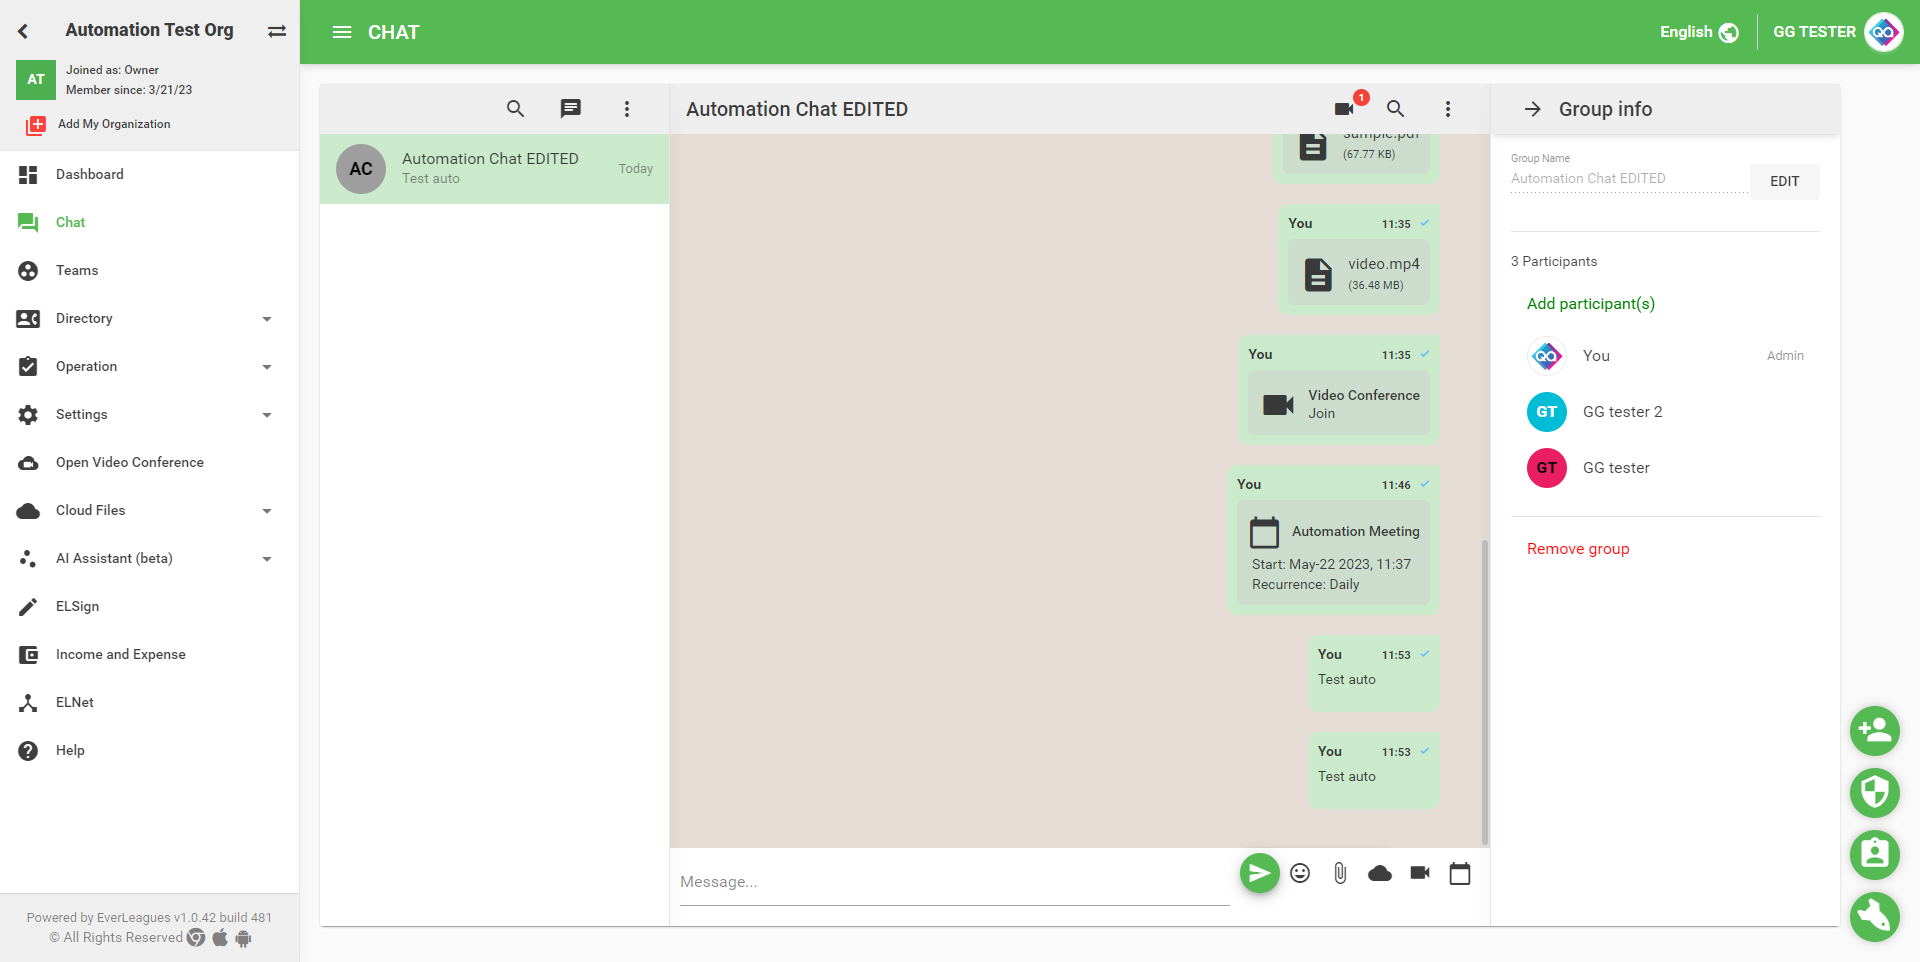 Automation Test Org
AT
Joined as: Owner
Member since: 3/21/23
Add My Organization
Dashboard
Chat
Teams
Directory
Operation
Settings
Open Video Conference
Cloud Files
AI Assistant (beta)
ELSign
Income and Expense
ELNet
Help
Powered by EverLeagues v1.0.42 build 481
© All Rights Reserved
CHAT
English
GG TESTER
QA
AC
Automation Chat EDITED
Test auto
Today
Automation Chat EDITED
1
sample.pdf
(67.77 KB)
You 11:35
video.mp4
(36.48 MB)
You 11:35
Video Conference
Join
You 11:46
Automation Meeting
Start: May-22 2023, 11:37
Recurrence: Daily
You 11:53
Test auto
You 11:53
Test auto
Message...
Group info
Group Name
Automation Chat EDITED
EDIT
3 Participants
Add participant(s)
QA
You
Admin
GT
GG tester 2
GT
GG tester
Remove group